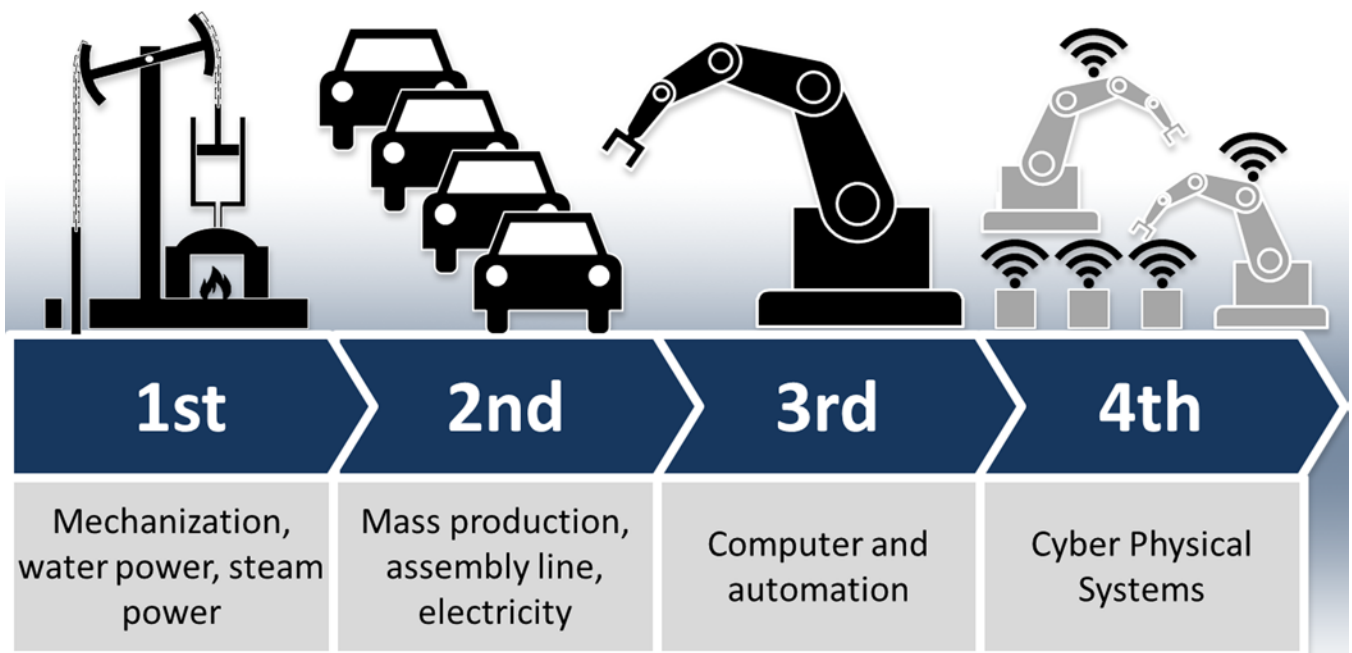 1st
2nd
3rd
4th
Mechanization,
water power, steam
power
Mass production,
assembly line,
electricity
Computer and
automation
Cyber Physical
Systems